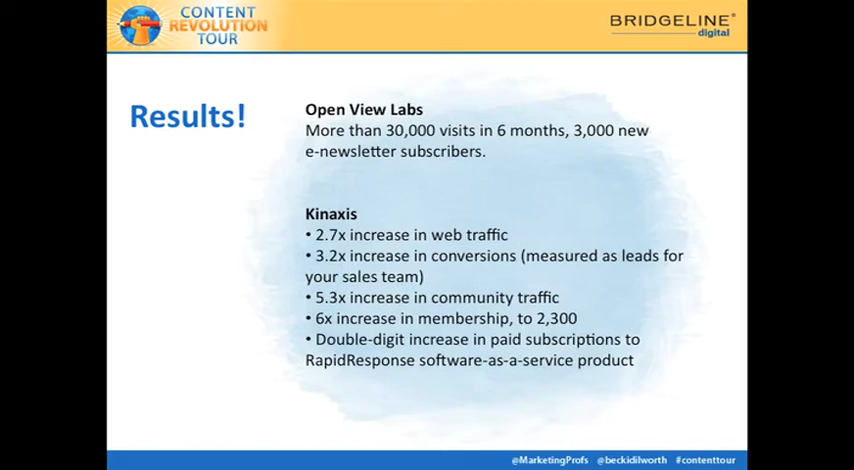 CONTENT
REVOLUTION
TOUR
BRIDGELINE®
digital
Results!
Open View Labs
More than 30,000 visits in 6 months, 3,000 new
e-newsletter subscribers.
Kinaxis
• 2.7x increase in web traffic
• 3.2x increase in conversions (measured as leads for
your sales team)
• 5.3x increase in community traffic
• 6x increase in membership, to 2,300
• Double-digit increase in paid subscriptions to
RapidResponse software-as-a-service product
@MarketingProfs @beckidilworth #contenttour